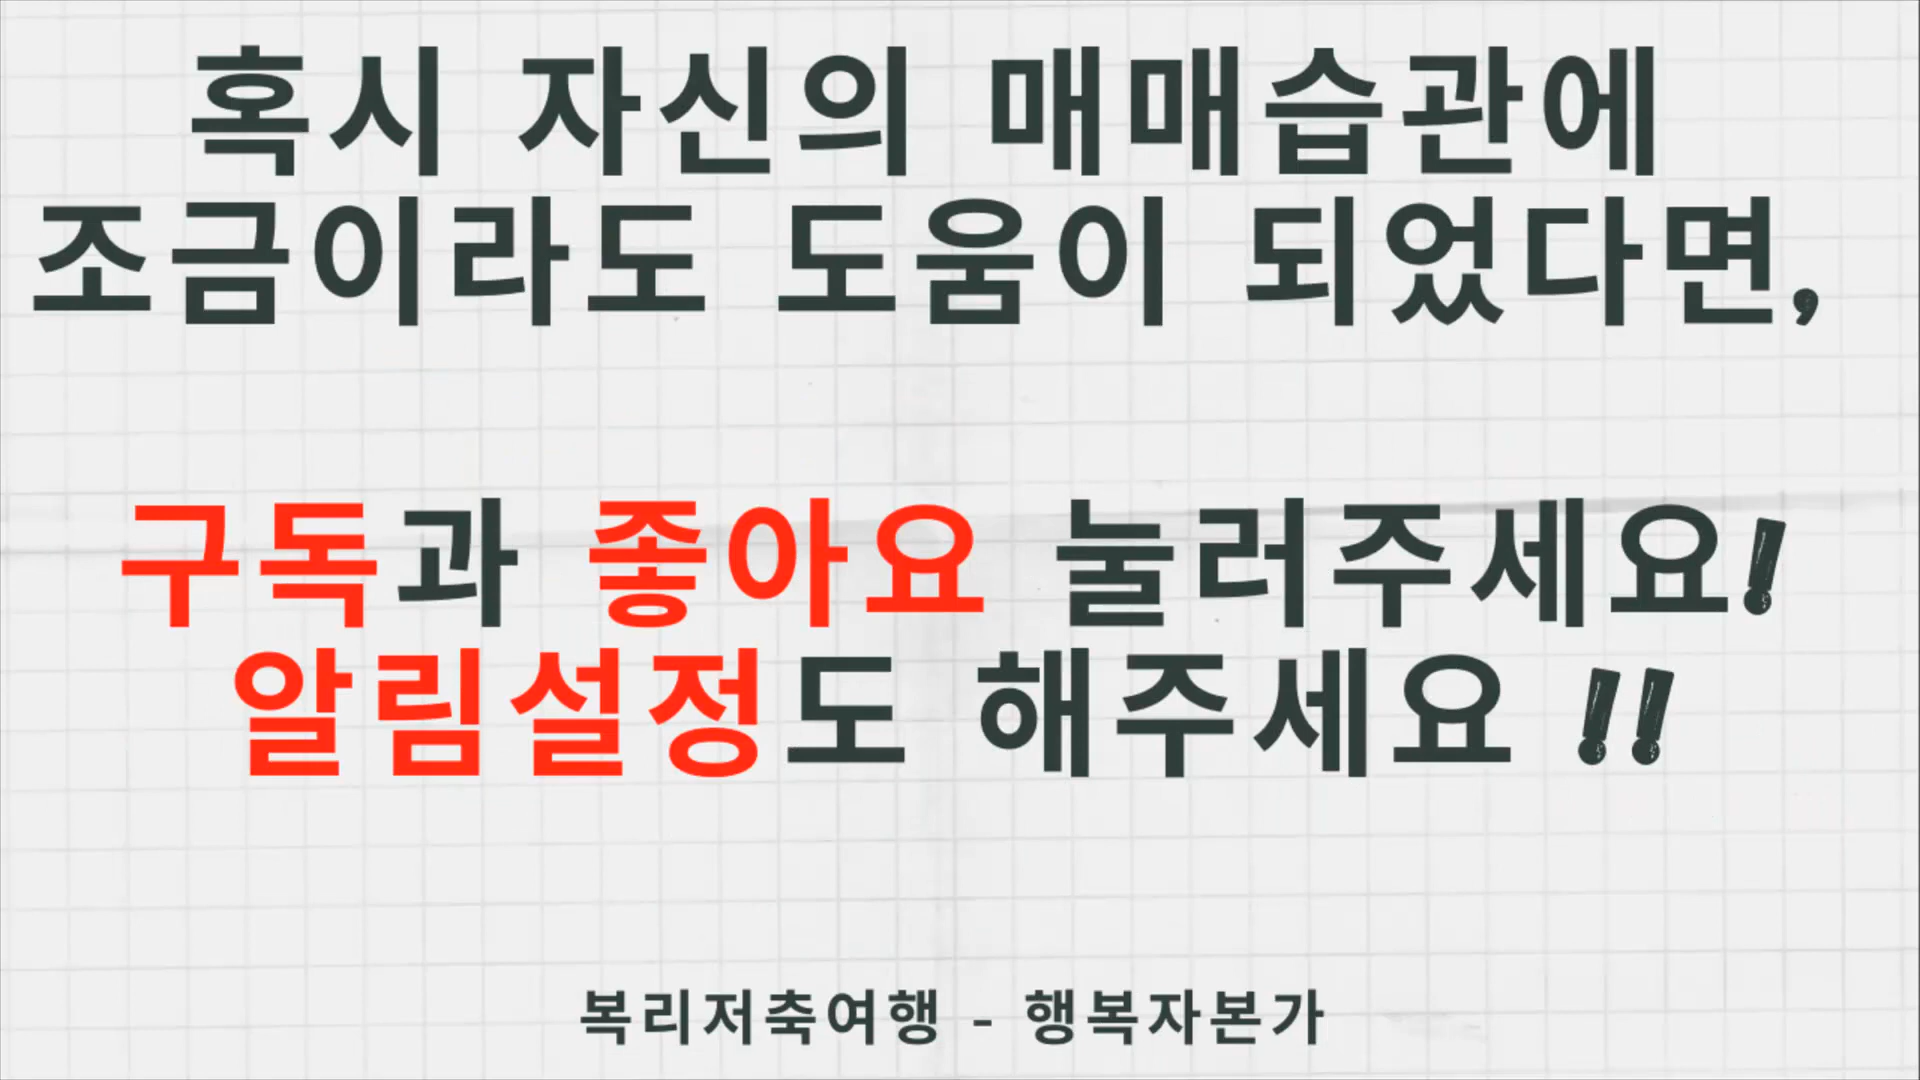 혹시 자신의 매매습관에
조금이라도 도움이 되었다면,
구독과 좋아요 눌러주세요!
알림설정도 해주세요 !!
복리저축여행 - 행복자본가